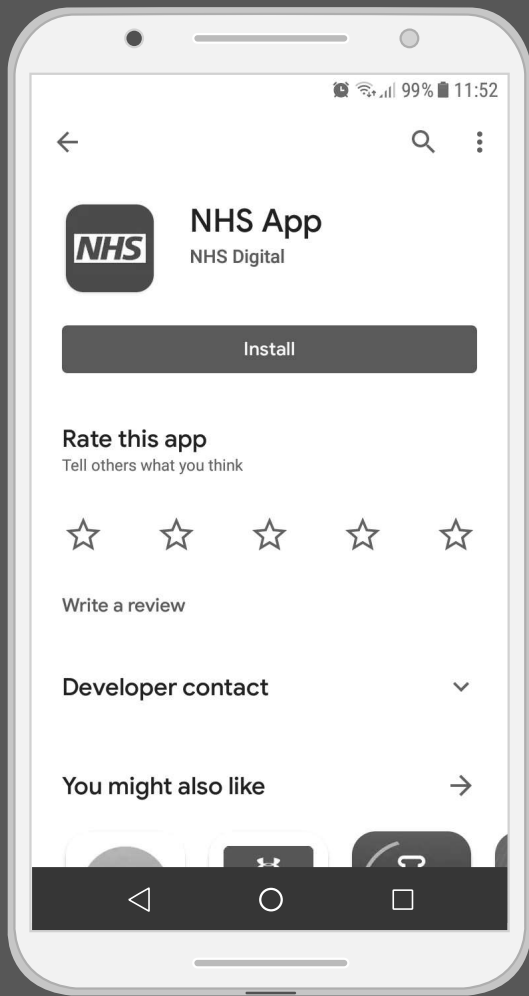 99% 11:52
NHS App
NHS
NHS Digital
Install
Rate this app
Tell others what you think
Write a review
Developer contact
You might also like